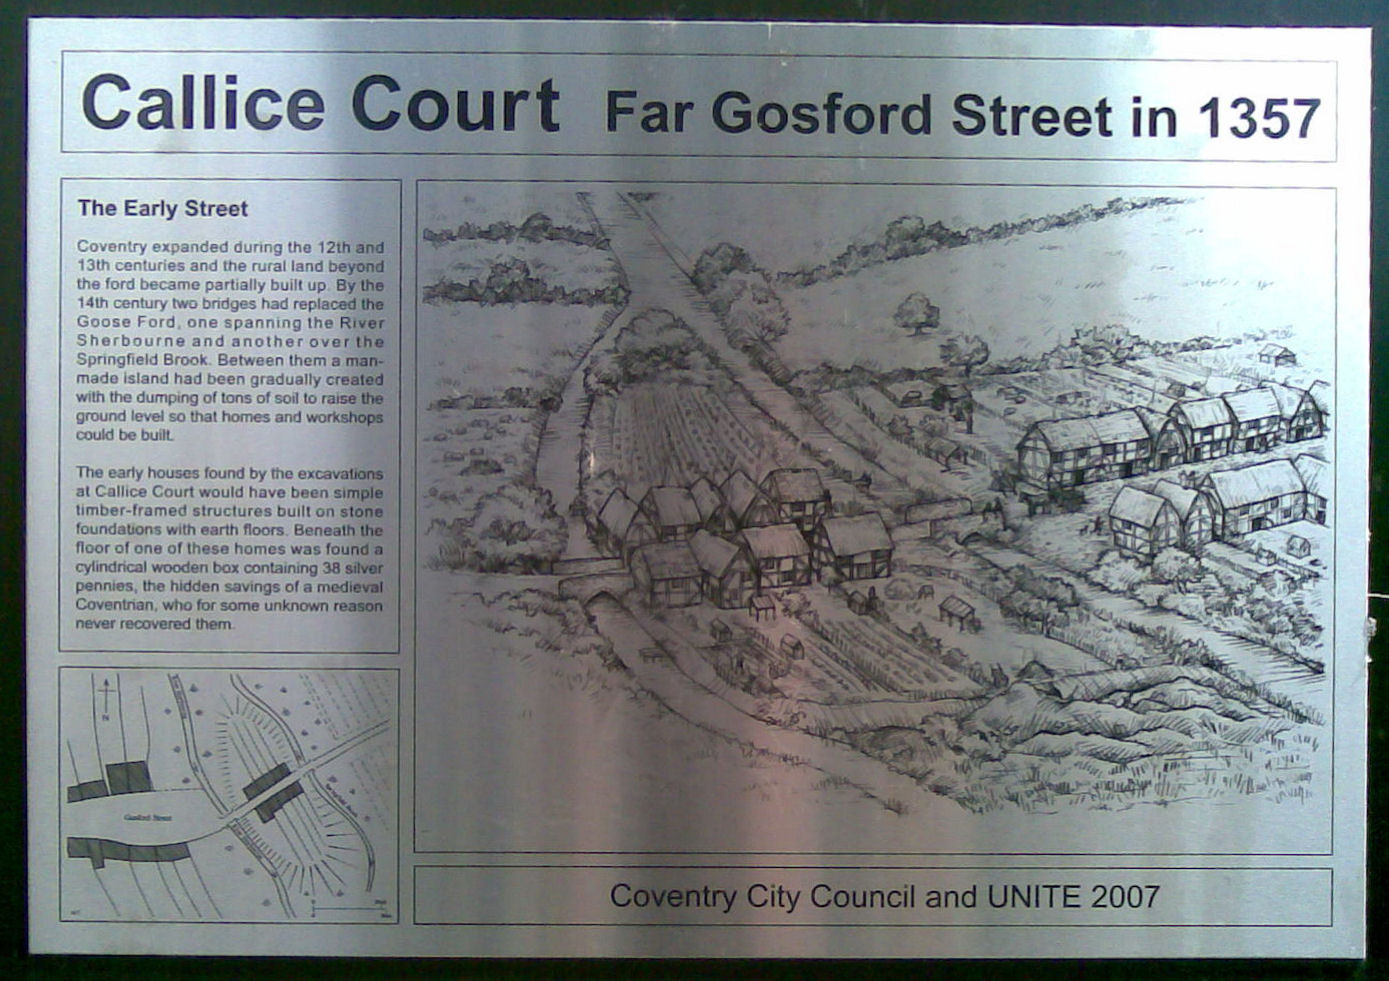 Callice Court Far Gosford Street in 1357
The Early Street
Coventry expanded during the 12th and
13th centuries and the rural land beyond
the ford became partially built up. By the
14th century two bridges had replaced the
Goose Ford, one spanning the River
Sherbourne and another over the
Springfield Brook. Between them a man-
made island had been gradually created
with the dumping of tons of soil to raise the
ground level so that homes and workshops
could be built.
The early houses found by the excavations
at Callice Court would have been simple
timber-framed structures built on stone
foundations with earth floors. Beneath the
floor of one of these homes was found a
cylindrical wooden box containing 38 silver
pennies, the hidden savings of a medieval
Coventrian, who for some unknown reason
never recovered them.
N
Gosford Street
Coventry City Council and UNITE 2007